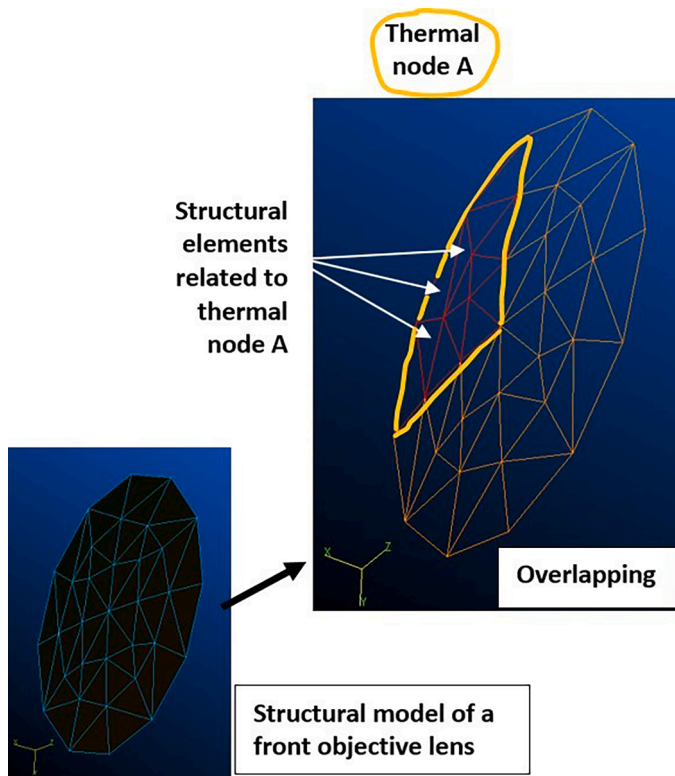 Thermal
node A
Structural
elements
related to
thermal
node A
X
Z
Y
Overlapping
Structural model of a
front objective lens